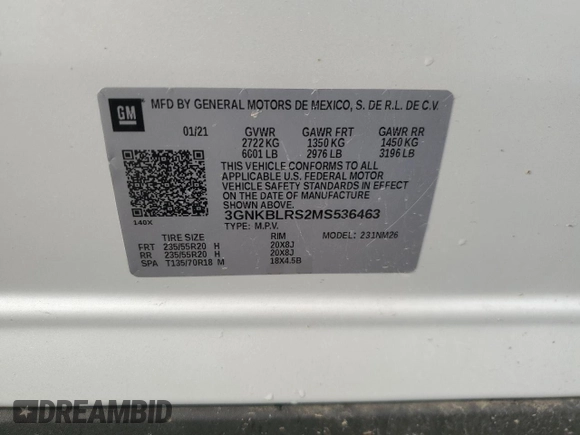 GM
MFD BY GENERAL MOTORS DE MEXICO, S. DE R.L. DE C.V.
01/21 GVWR GAWR FRT GAWR RR
2722 KG 1350 KG 1450 KG
6001 LB 2976 LB 3196 LB
THIS VEHICLE CONFORMS TO ALL
APPLICABLE U.S. FEDERAL MOTOR
VEHICLE SAFETY STANDARDS IN EFFECT
ON THE DATE OF MANUFACTURE
SHOWN ABOVE.
140X 3GNKBLRS2MS536463
TYPE: M.P.V. MODEL: 231NM26
TIRE SIZE RIM
FRT 235/55R20 H 20X8J
RR 235/55R20 H 20X8J
SPA T135/70R18 M 18X4.5B
DREAMBID